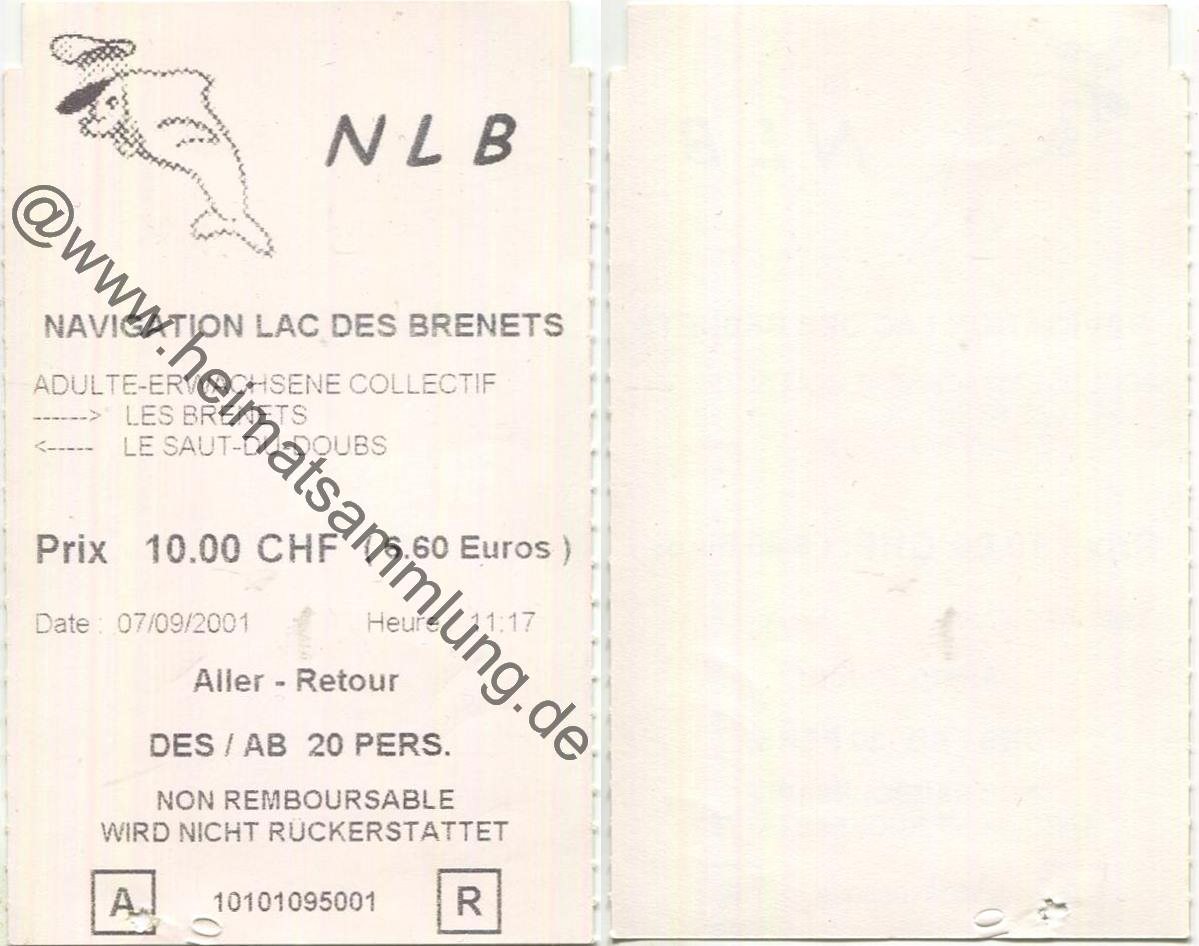 NLB
NAVIGATION LAC DES BRENETS
ADULTE-ERWACHSENE COLLECTIF
------> LES BRENETS
<----- LE SAUT-DU-DOUBS
Prix 10.00 CHF ( 6.60 Euros )
Date : 07/09/2001 Heure : 11:17
Aller - Retour
DES / AB 20 PERS.
NON REMBOURSABLE
WIRD NICHT RÜCKERSTATTET
A 10101095001 R
@www.heimatsammlung.de